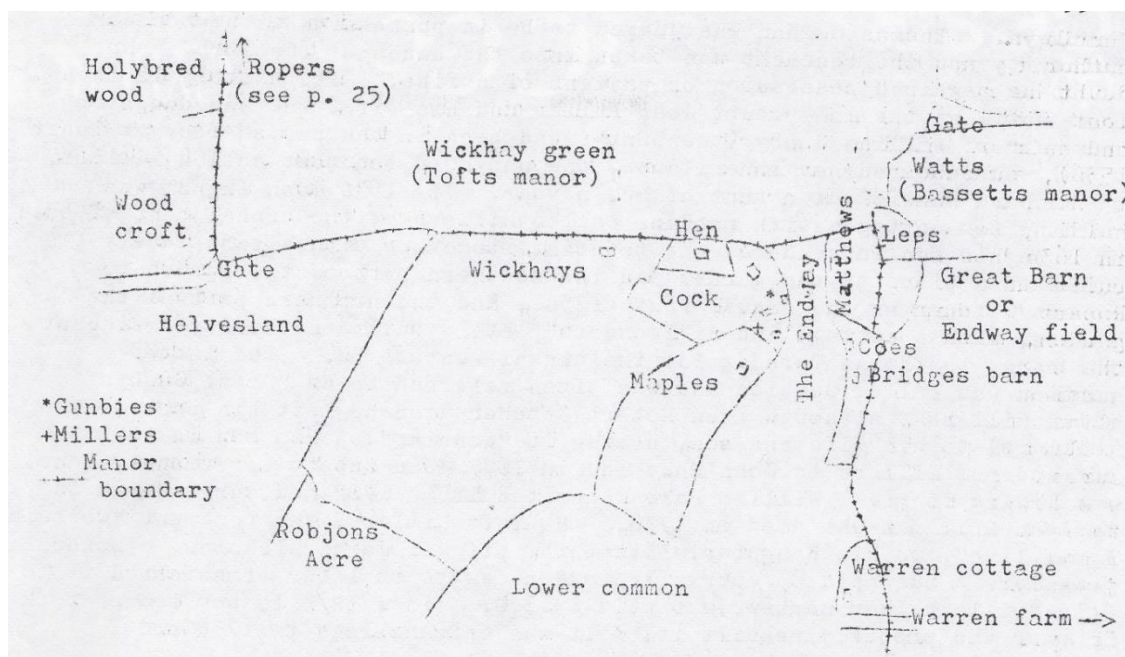 Holybred
wood
Ropers
(see p. 25)
Wickhay green
(Tofts manor)
Gate
Watts
(Bassetts manor)
Wood
croft
Gate
Wickhays
Hen
Matthews
Leps
Great Barn
or
Endway field
Cock
Helvesland
The Endway
Coes
Maples
Bridges barn
*Gunbies
+Millers
Manor
boundary
Robjons
Acre
Lower common
Warren cottage
Warren farm